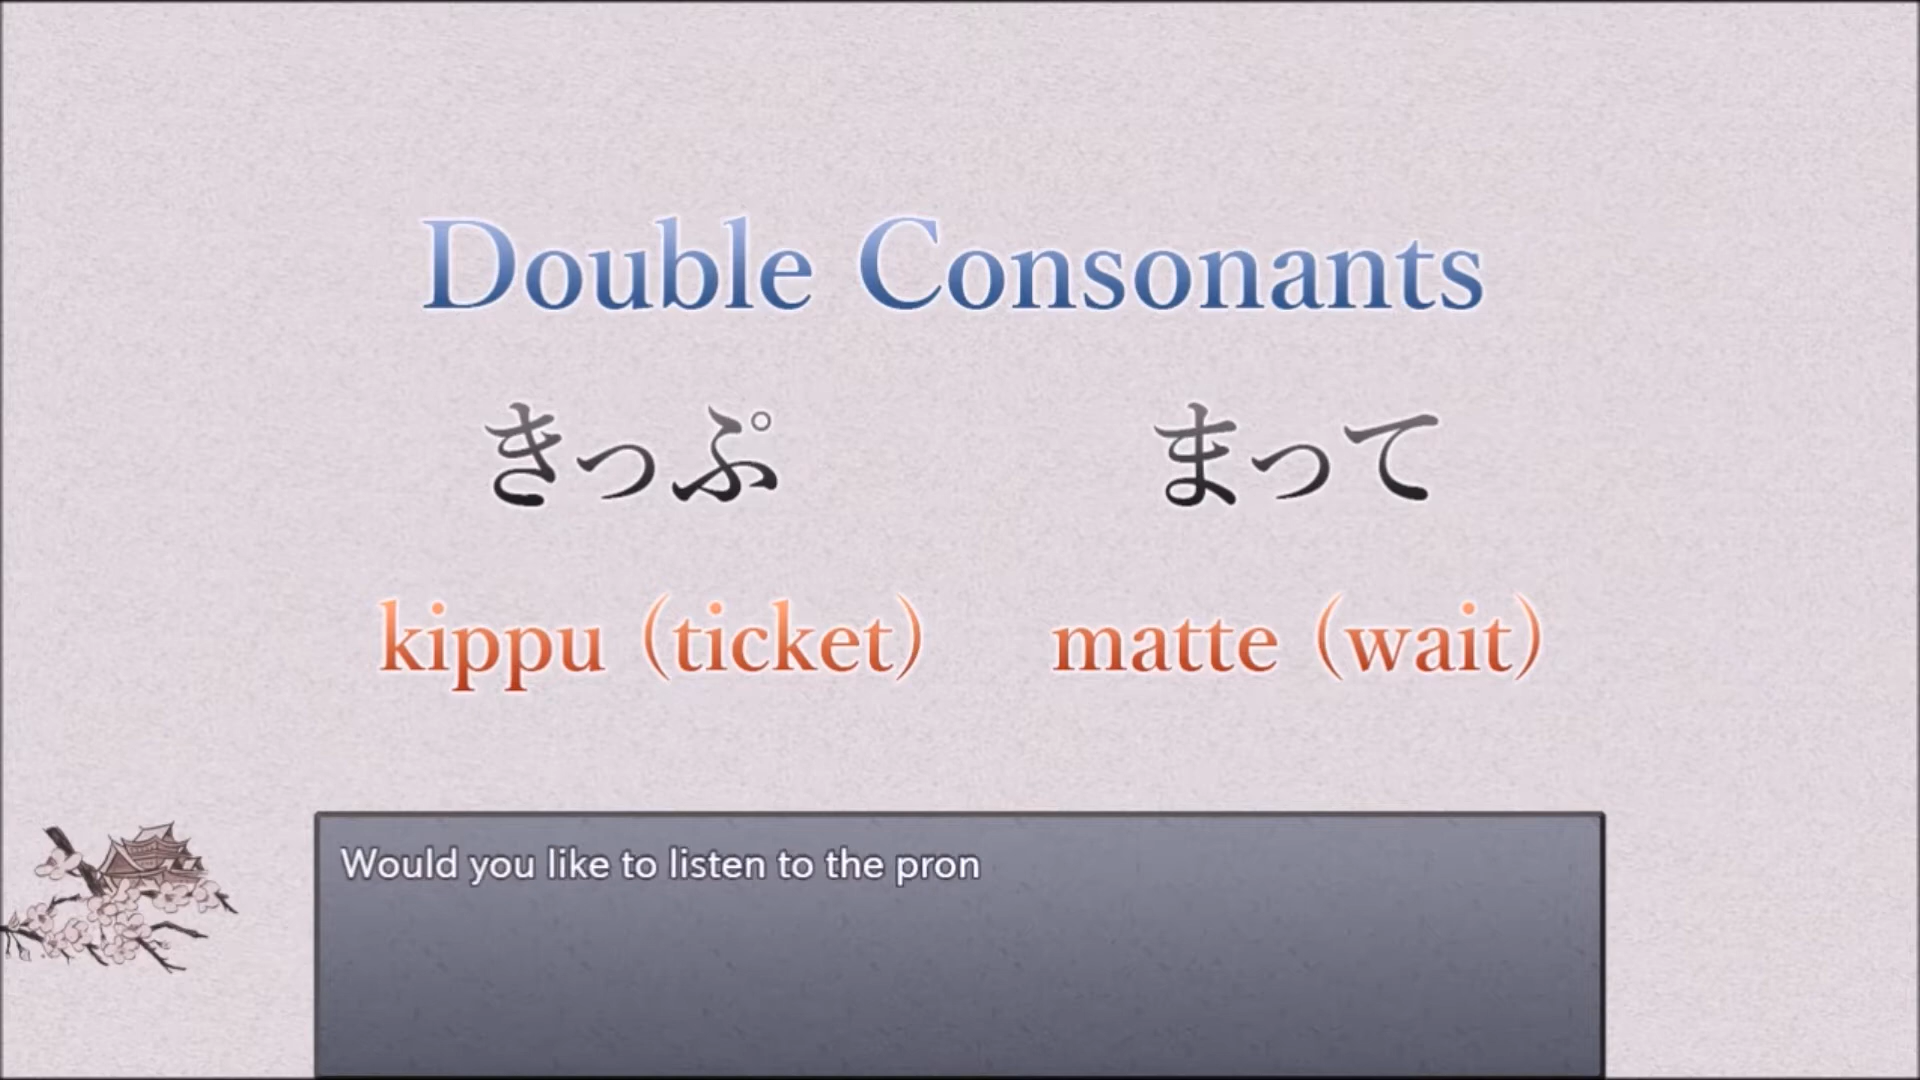 Double Consonants
きっぷ まって
kippu (ticket) matte (wait)
Would you like to listen to the pron